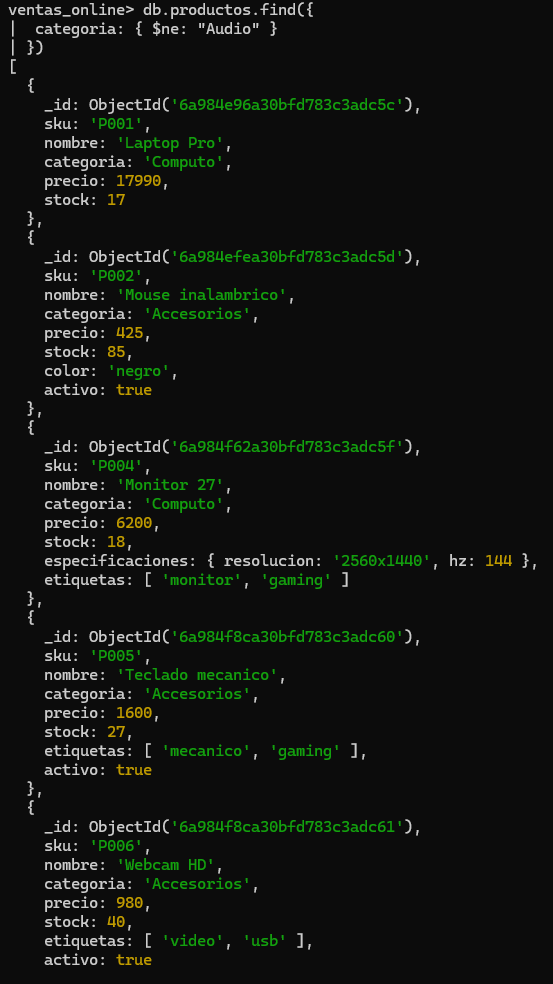 ventas_online> db.productos.find({
|  categoria: { $ne: "Audio" }
| })
[
  {
    _id: ObjectId('6a984e96a30bfd783c3adc5c'),
    sku: 'P001',
    nombre: 'Laptop Pro',
    categoria: 'Computo',
    precio: 17990,
    stock: 17
  },
  {
    _id: ObjectId('6a984efea30bfd783c3adc5d'),
    sku: 'P002',
    nombre: 'Mouse inalambrico',
    categoria: 'Accesorios',
    precio: 425,
    stock: 85,
    color: 'negro',
    activo: true
  },
  {
    _id: ObjectId('6a984f62a30bfd783c3adc5f'),
    sku: 'P004',
    nombre: 'Monitor 27',
    categoria: 'Computo',
    precio: 6200,
    stock: 18,
    especificaciones: { resolucion: '2560x1440', hz: 144 },
    etiquetas: [ 'monitor', 'gaming' ]
  },
  {
    _id: ObjectId('6a984f8ca30bfd783c3adc60'),
    sku: 'P005',
    nombre: 'Teclado mecanico',
    categoria: 'Accesorios',
    precio: 1600,
    stock: 27,
    etiquetas: [ 'mecanico', 'gaming' ],
    activo: true
  },
  {
    _id: ObjectId('6a984f8ca30bfd783c3adc61'),
    sku: 'P006',
    nombre: 'Webcam HD',
    categoria: 'Accesorios',
    precio: 980,
    stock: 40,
    etiquetas: [ 'video', 'usb' ],
    activo: true